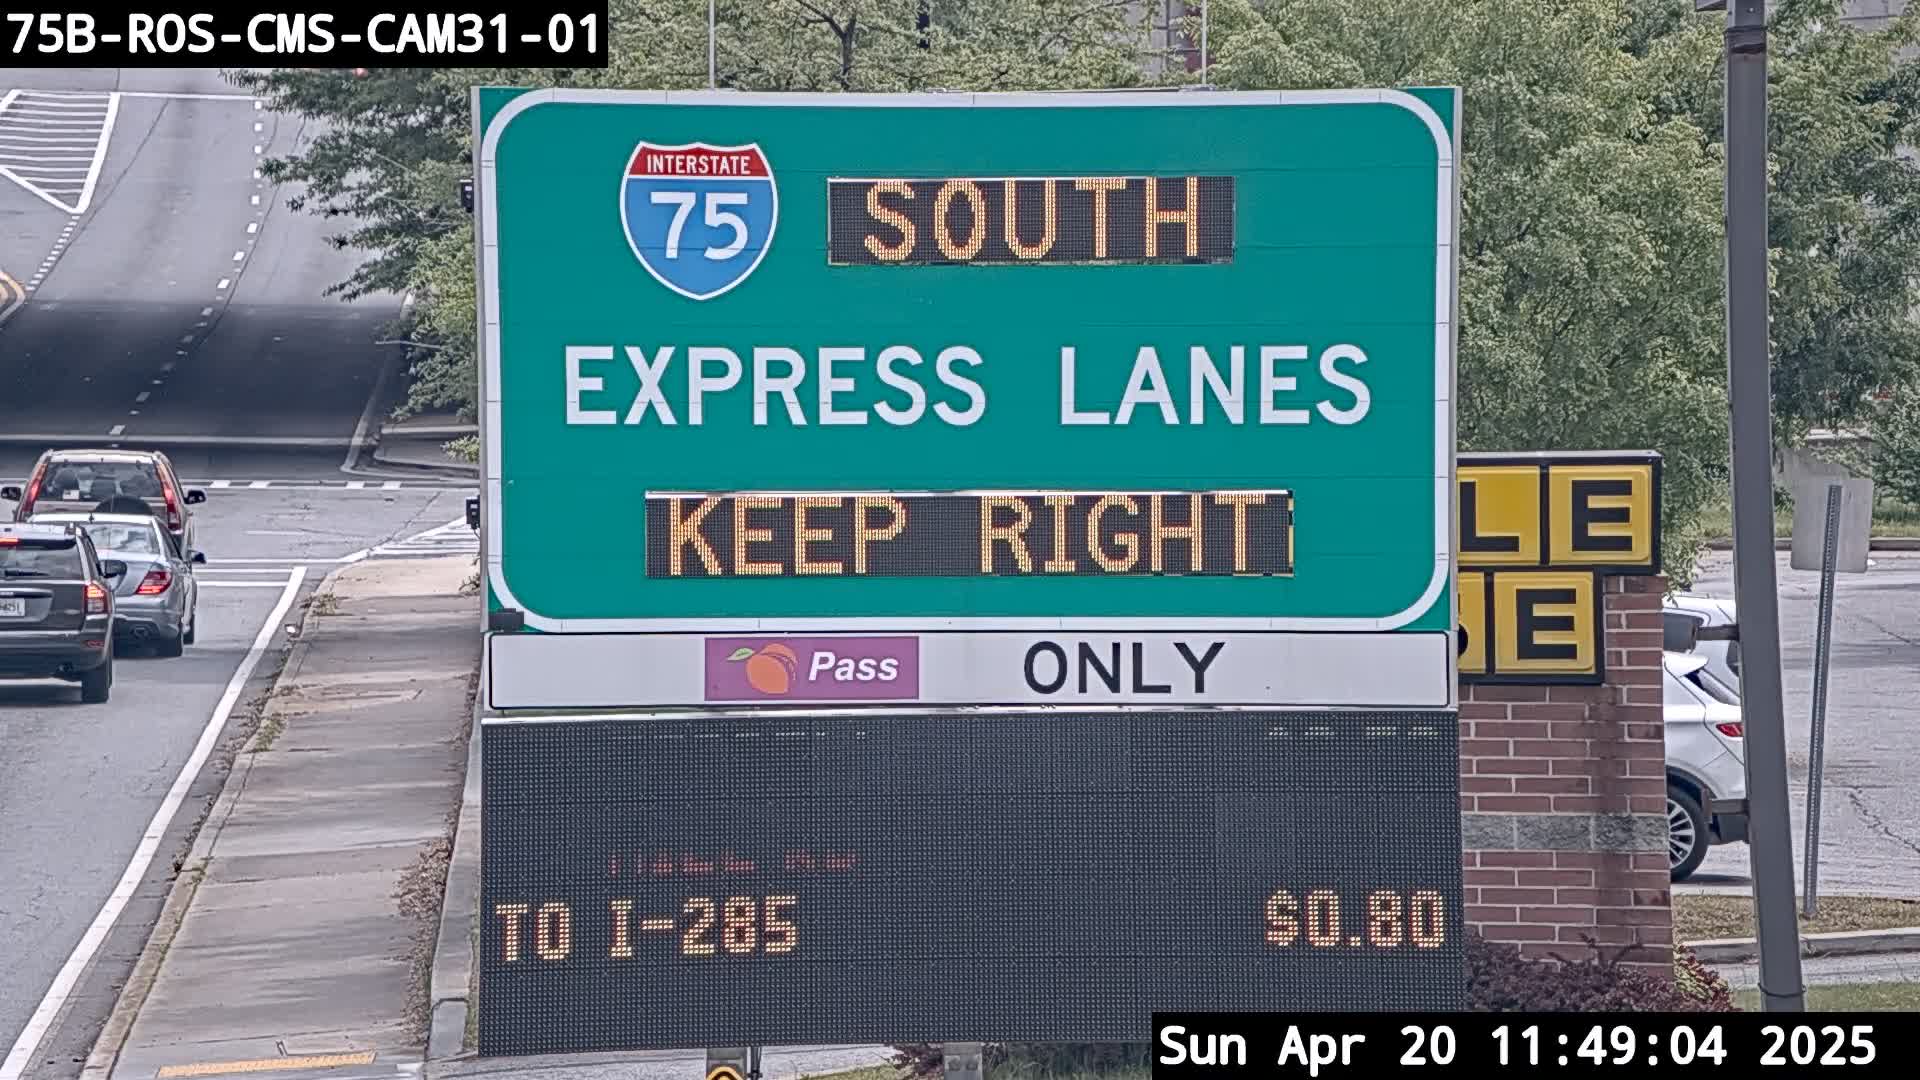 75B-ROS-CMS-CAM31-01
INTERSTATE
75
SOUTH
EXPRESS LANES
KEEP RIGHT
Pass ONLY
TO I-285 $0.80
LE
E
Sun Apr 20 11:49:04 2025